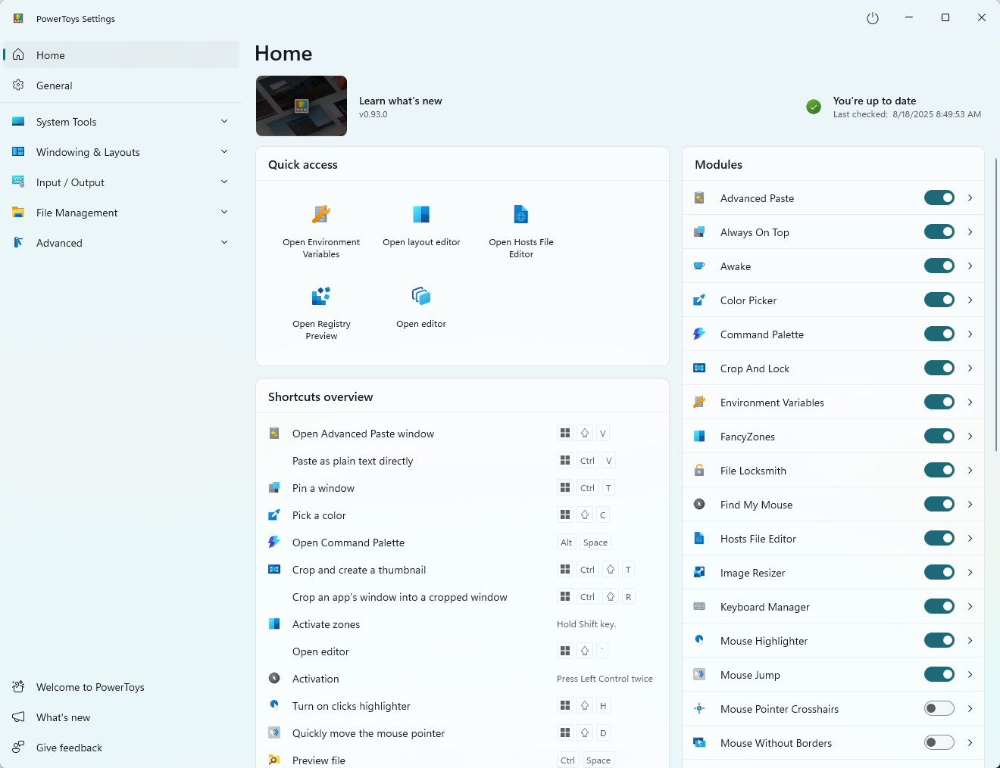 PowerToys Settings
Home
General
System Tools
Windowing & Layouts
Input / Output
File Management
Advanced
Welcome to PowerToys
What's new
Give feedback
Home
Learn what's new
v0.93.0
You're up to date
Last checked: 8/18/2025 8:49:53 AM
Quick access
Open Environment
Variables
Open layout editor
Open Hosts File
Editor
Open Registry
Preview
Open editor
Shortcuts overview
Open Advanced Paste window V
Paste as plain text directly Ctrl V
Pin a window Ctrl T
Pick a color C
Open Command Palette Alt Space
Crop and create a thumbnail Ctrl T
Crop an app's window into a cropped window Ctrl R
Activate zones Hold Shift key.
Open editor `
Activation Press Left Control twice
Turn on clicks highlighter H
Quickly move the mouse pointer D
Preview file Ctrl Space
Modules
Advanced Paste
Always On Top
Awake
Color Picker
Command Palette
Crop And Lock
Environment Variables
FancyZones
File Locksmith
Find My Mouse
Hosts File Editor
Image Resizer
Keyboard Manager
Mouse Highlighter
Mouse Jump
Mouse Pointer Crosshairs
Mouse Without Borders